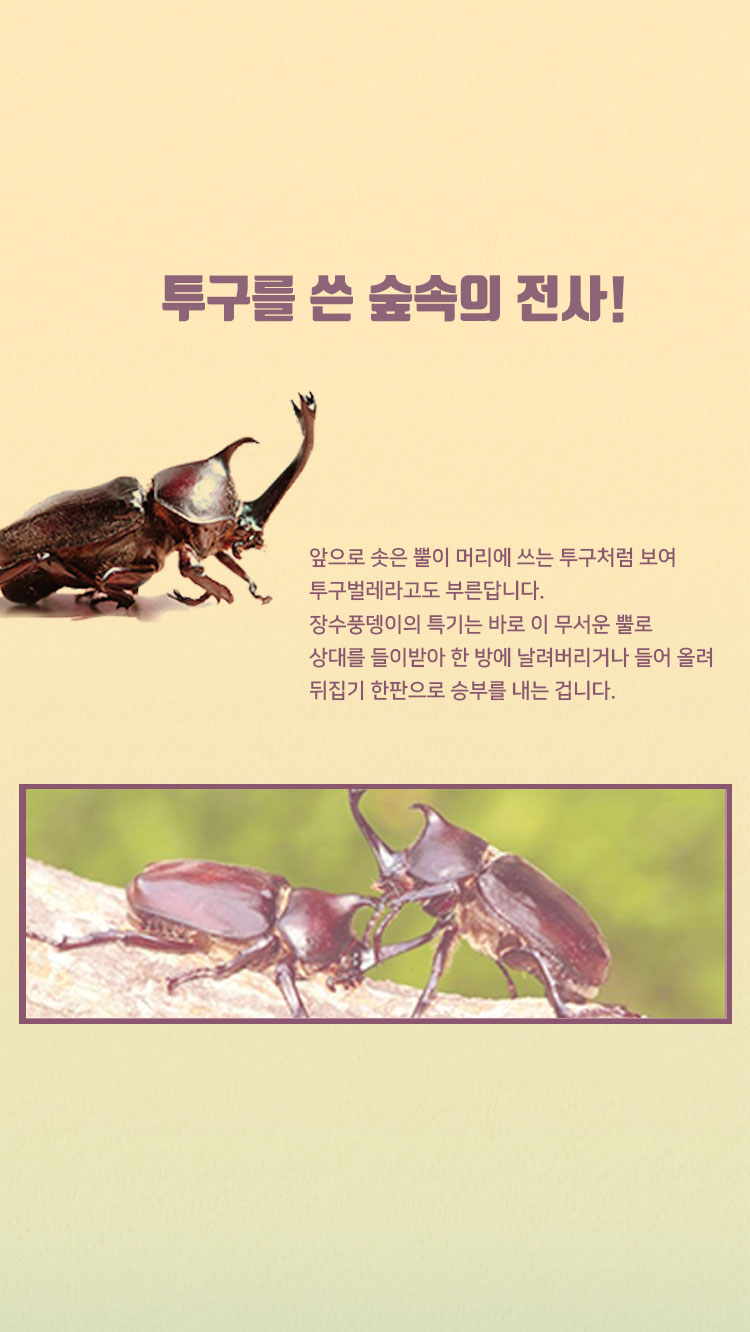 투구를 쓴 숲속의 전사!
앞으로 솟은 뿔이 머리에 쓰는 투구처럼 보여
투구벌레라고도 부른답니다.
장수풍뎅이의 특기는 바로 이 무서운 뿔로
상대를 들이받아 한 방에 날려버리거나 들어 올려
뒤집기 한판으로 승부를 내는 겁니다.